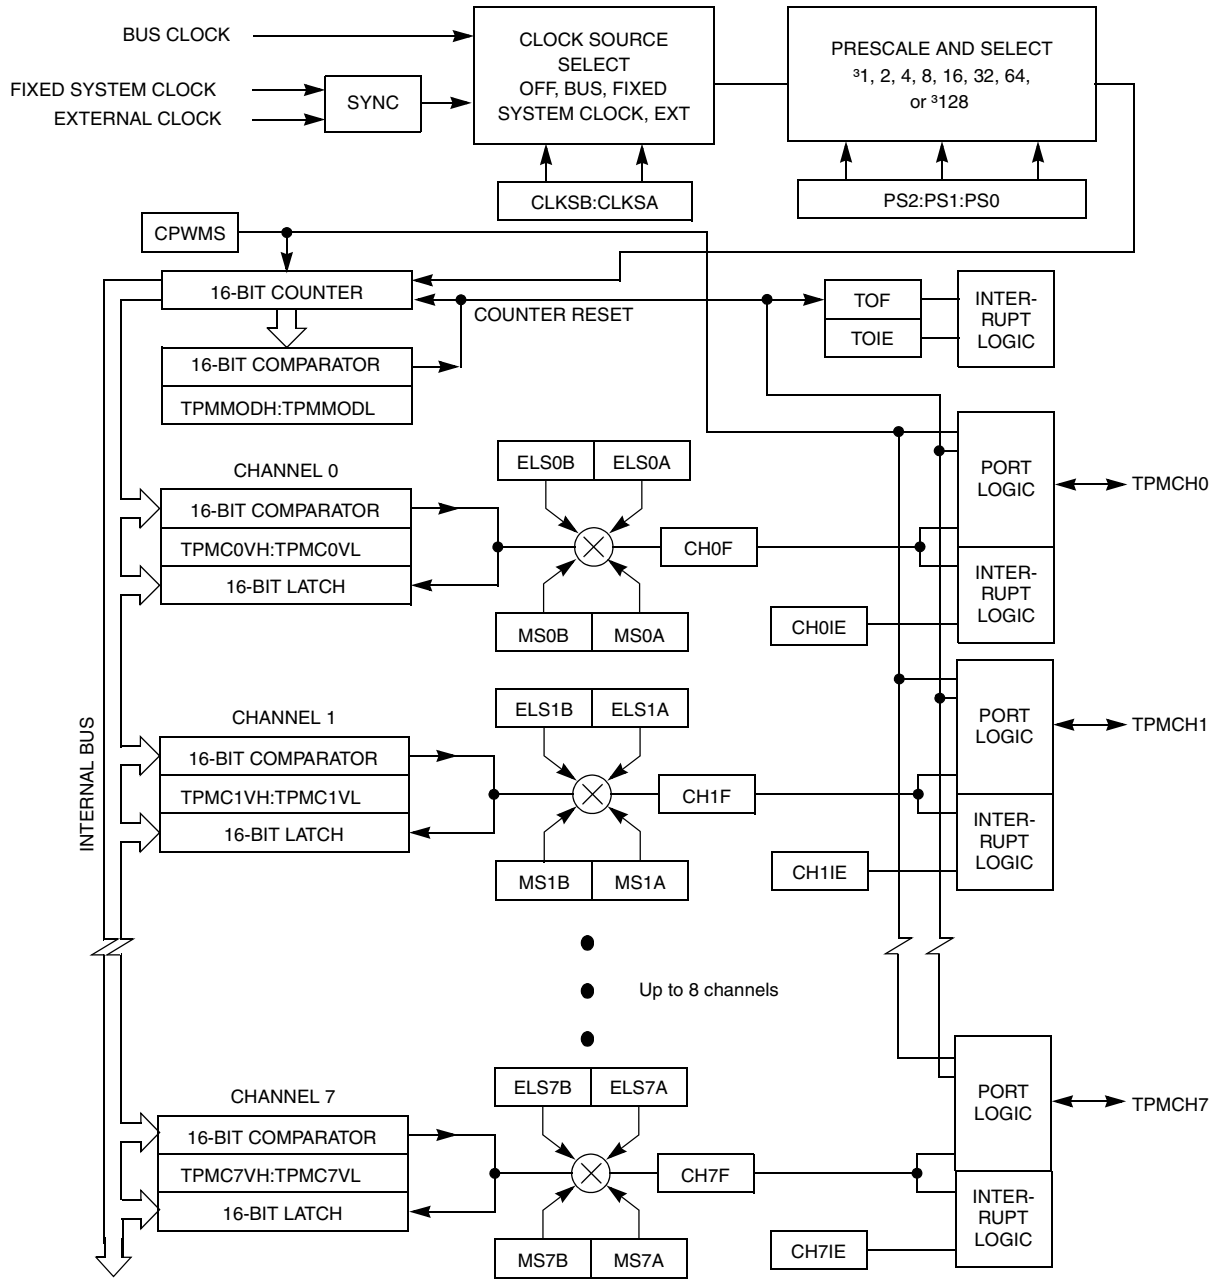 BUS CLOCK
FIXED SYSTEM CLOCK
EXTERNAL CLOCK
SYNC
CLOCK SOURCE
SELECT
OFF, BUS, FIXED
SYSTEM CLOCK, EXT
PRESCALE AND SELECT
³1, 2, 4, 8, 16, 32, 64,
or ³128
CLKSB:CLKSA
PS2:PS1:PS0
CPWMS
16-BIT COUNTER
COUNTER RESET
TOF
TOIE
INTER-
RUPT
LOGIC
16-BIT COMPARATOR
TPMMODH:TPMMODL
CHANNEL 0
16-BIT COMPARATOR
TPMC0VH:TPMC0VL
16-BIT LATCH
ELS0B
ELS0A
MS0B
MS0A
CH0F
CH0IE
PORT
LOGIC
INTER-
RUPT
LOGIC
TPMCH0
INTERNAL BUS
CHANNEL 1
16-BIT COMPARATOR
TPMC1VH:TPMC1VL
16-BIT LATCH
ELS1B
ELS1A
MS1B
MS1A
CH1F
CH1IE
PORT
LOGIC
INTER-
RUPT
LOGIC
TPMCH1
Up to 8 channels
CHANNEL 7
16-BIT COMPARATOR
TPMC7VH:TPMC7VL
16-BIT LATCH
ELS7B
ELS7A
MS7B
MS7A
CH7F
CH7IE
PORT
LOGIC
INTER-
RUPT
LOGIC
TPMCH7